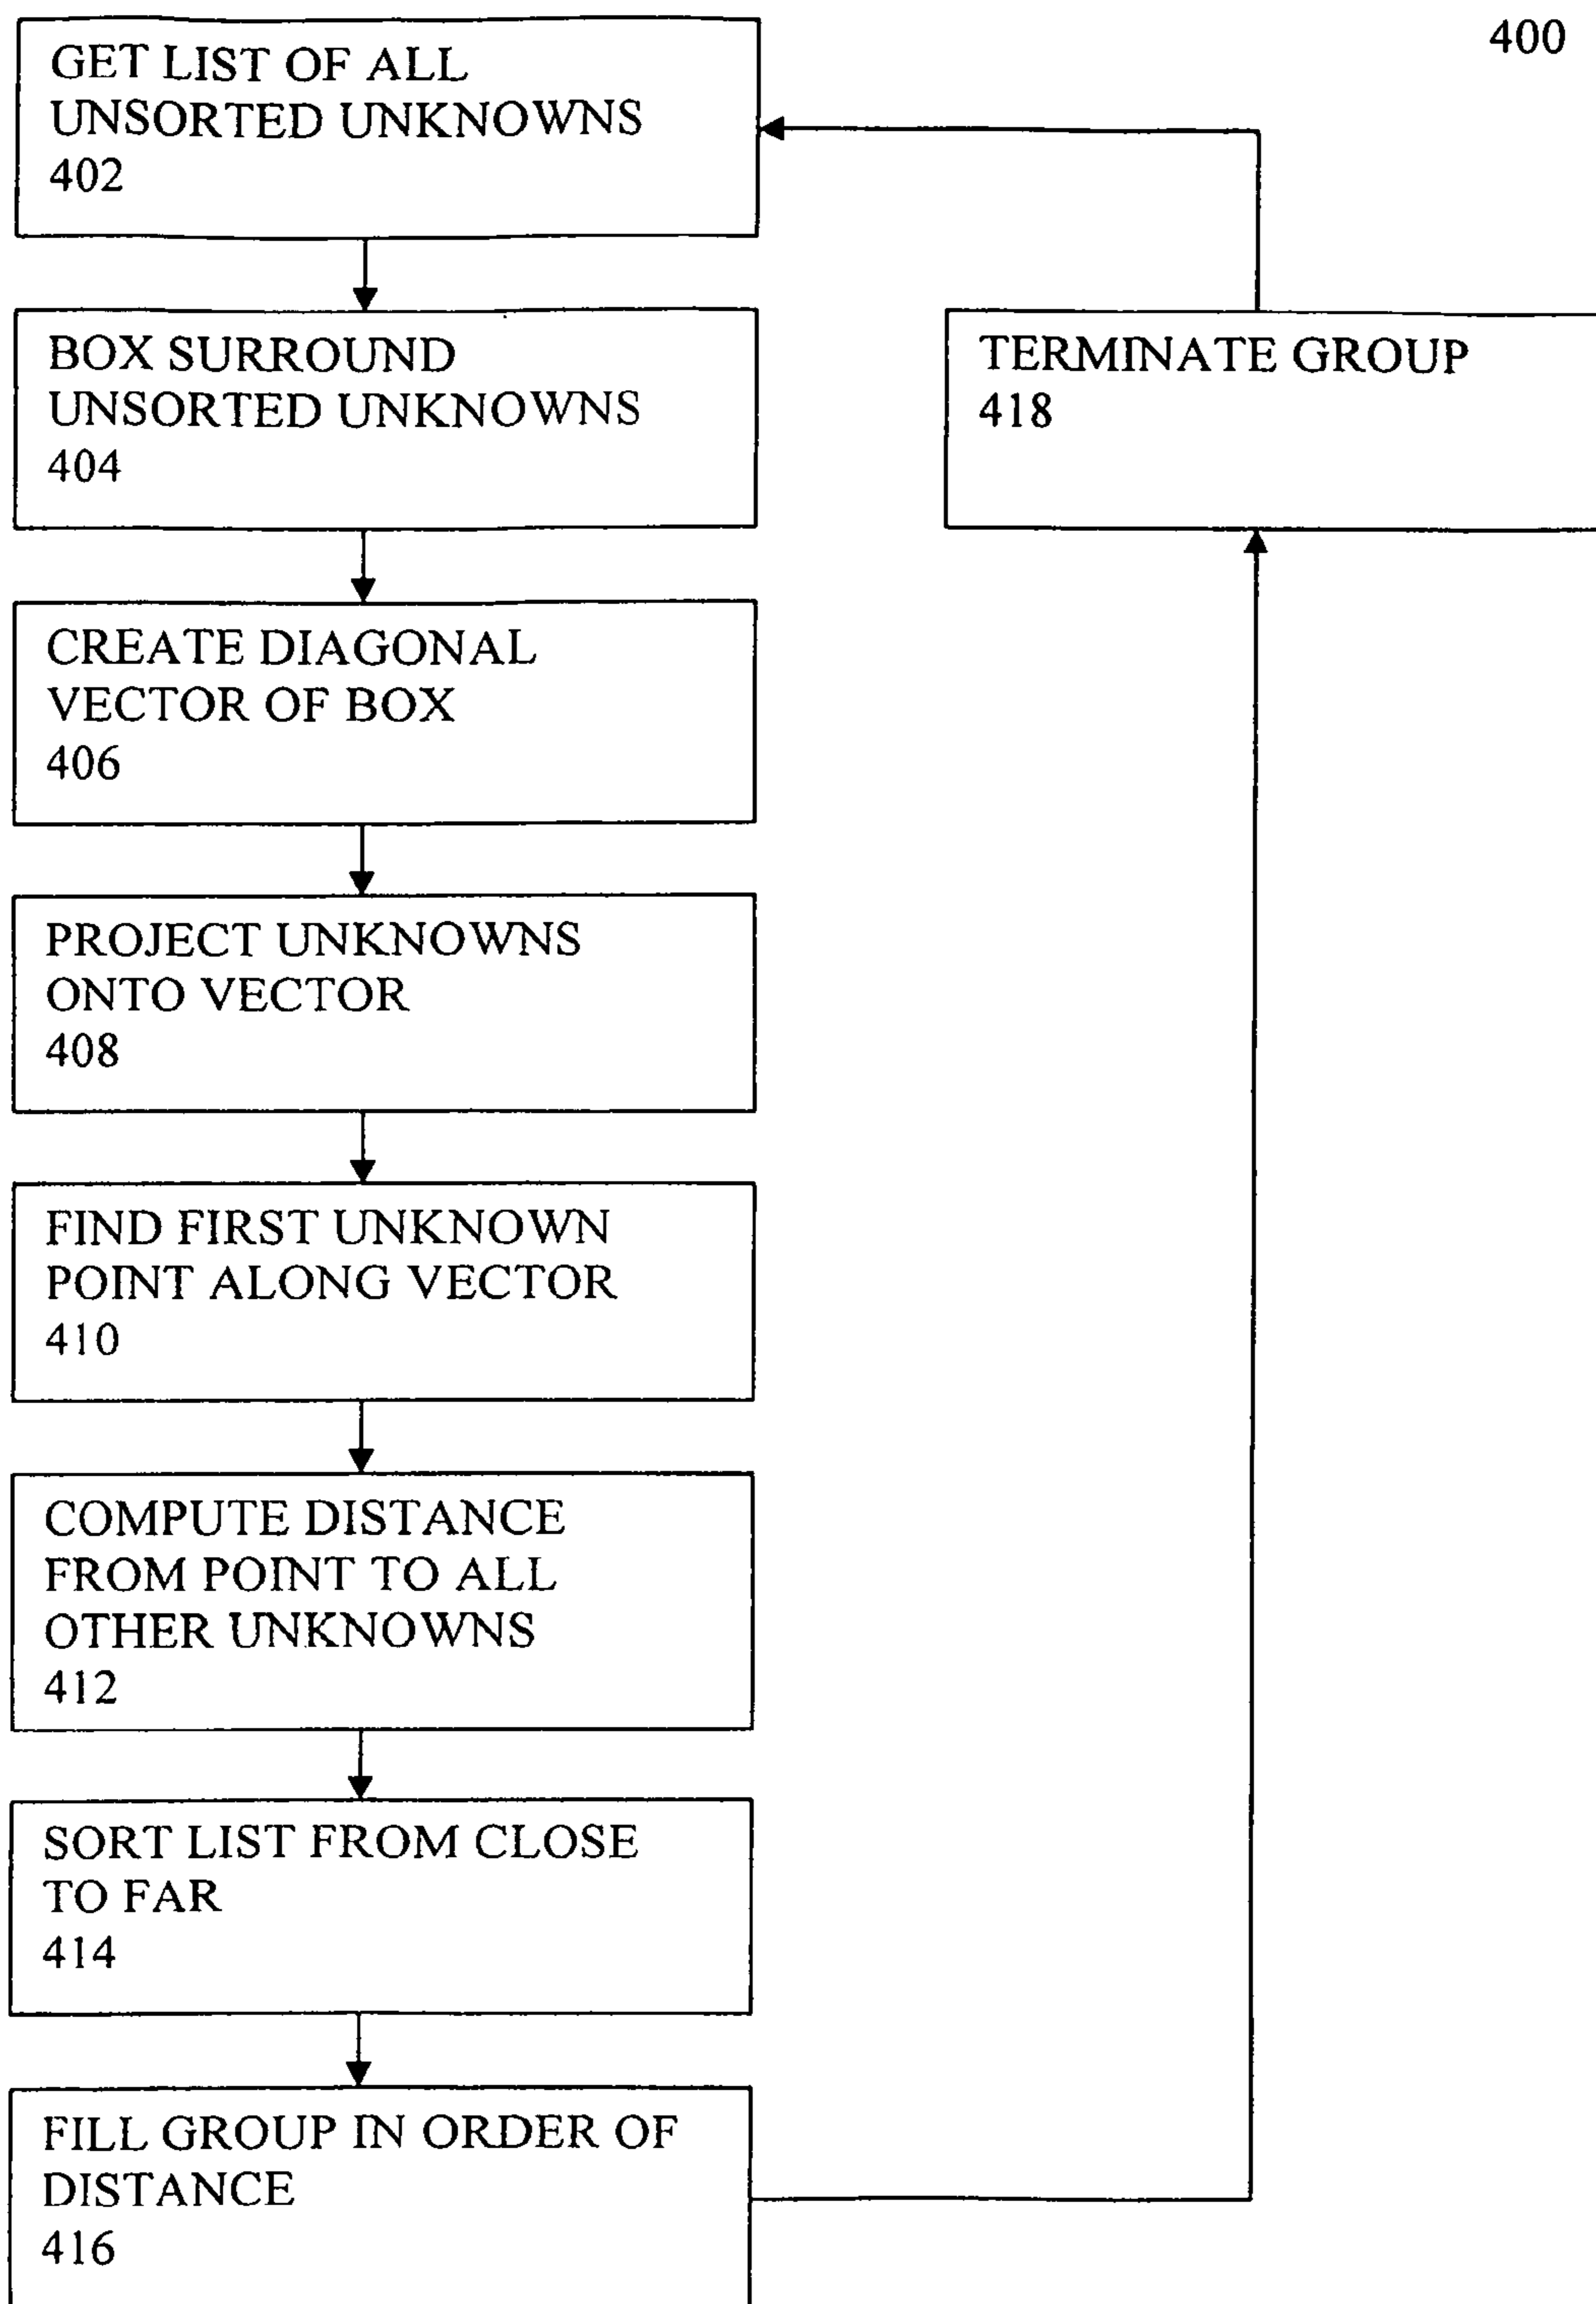 400
GET LIST OF ALL
UNSORTED UNKNOWNS
402
BOX SURROUND
UNSORTED UNKNOWNS
404
TERMINATE GROUP
418
CREATE DIAGONAL
VECTOR OF BOX
406
PROJECT UNKNOWNS
ONTO VECTOR
408
FIND FIRST UNKNOWN
POINT ALONG VECTOR
410
COMPUTE DISTANCE
FROM POINT TO ALL
OTHER UNKNOWNS
412
SORT LIST FROM CLOSE
TO FAR
414
FILL GROUP IN ORDER OF
DISTANCE
416